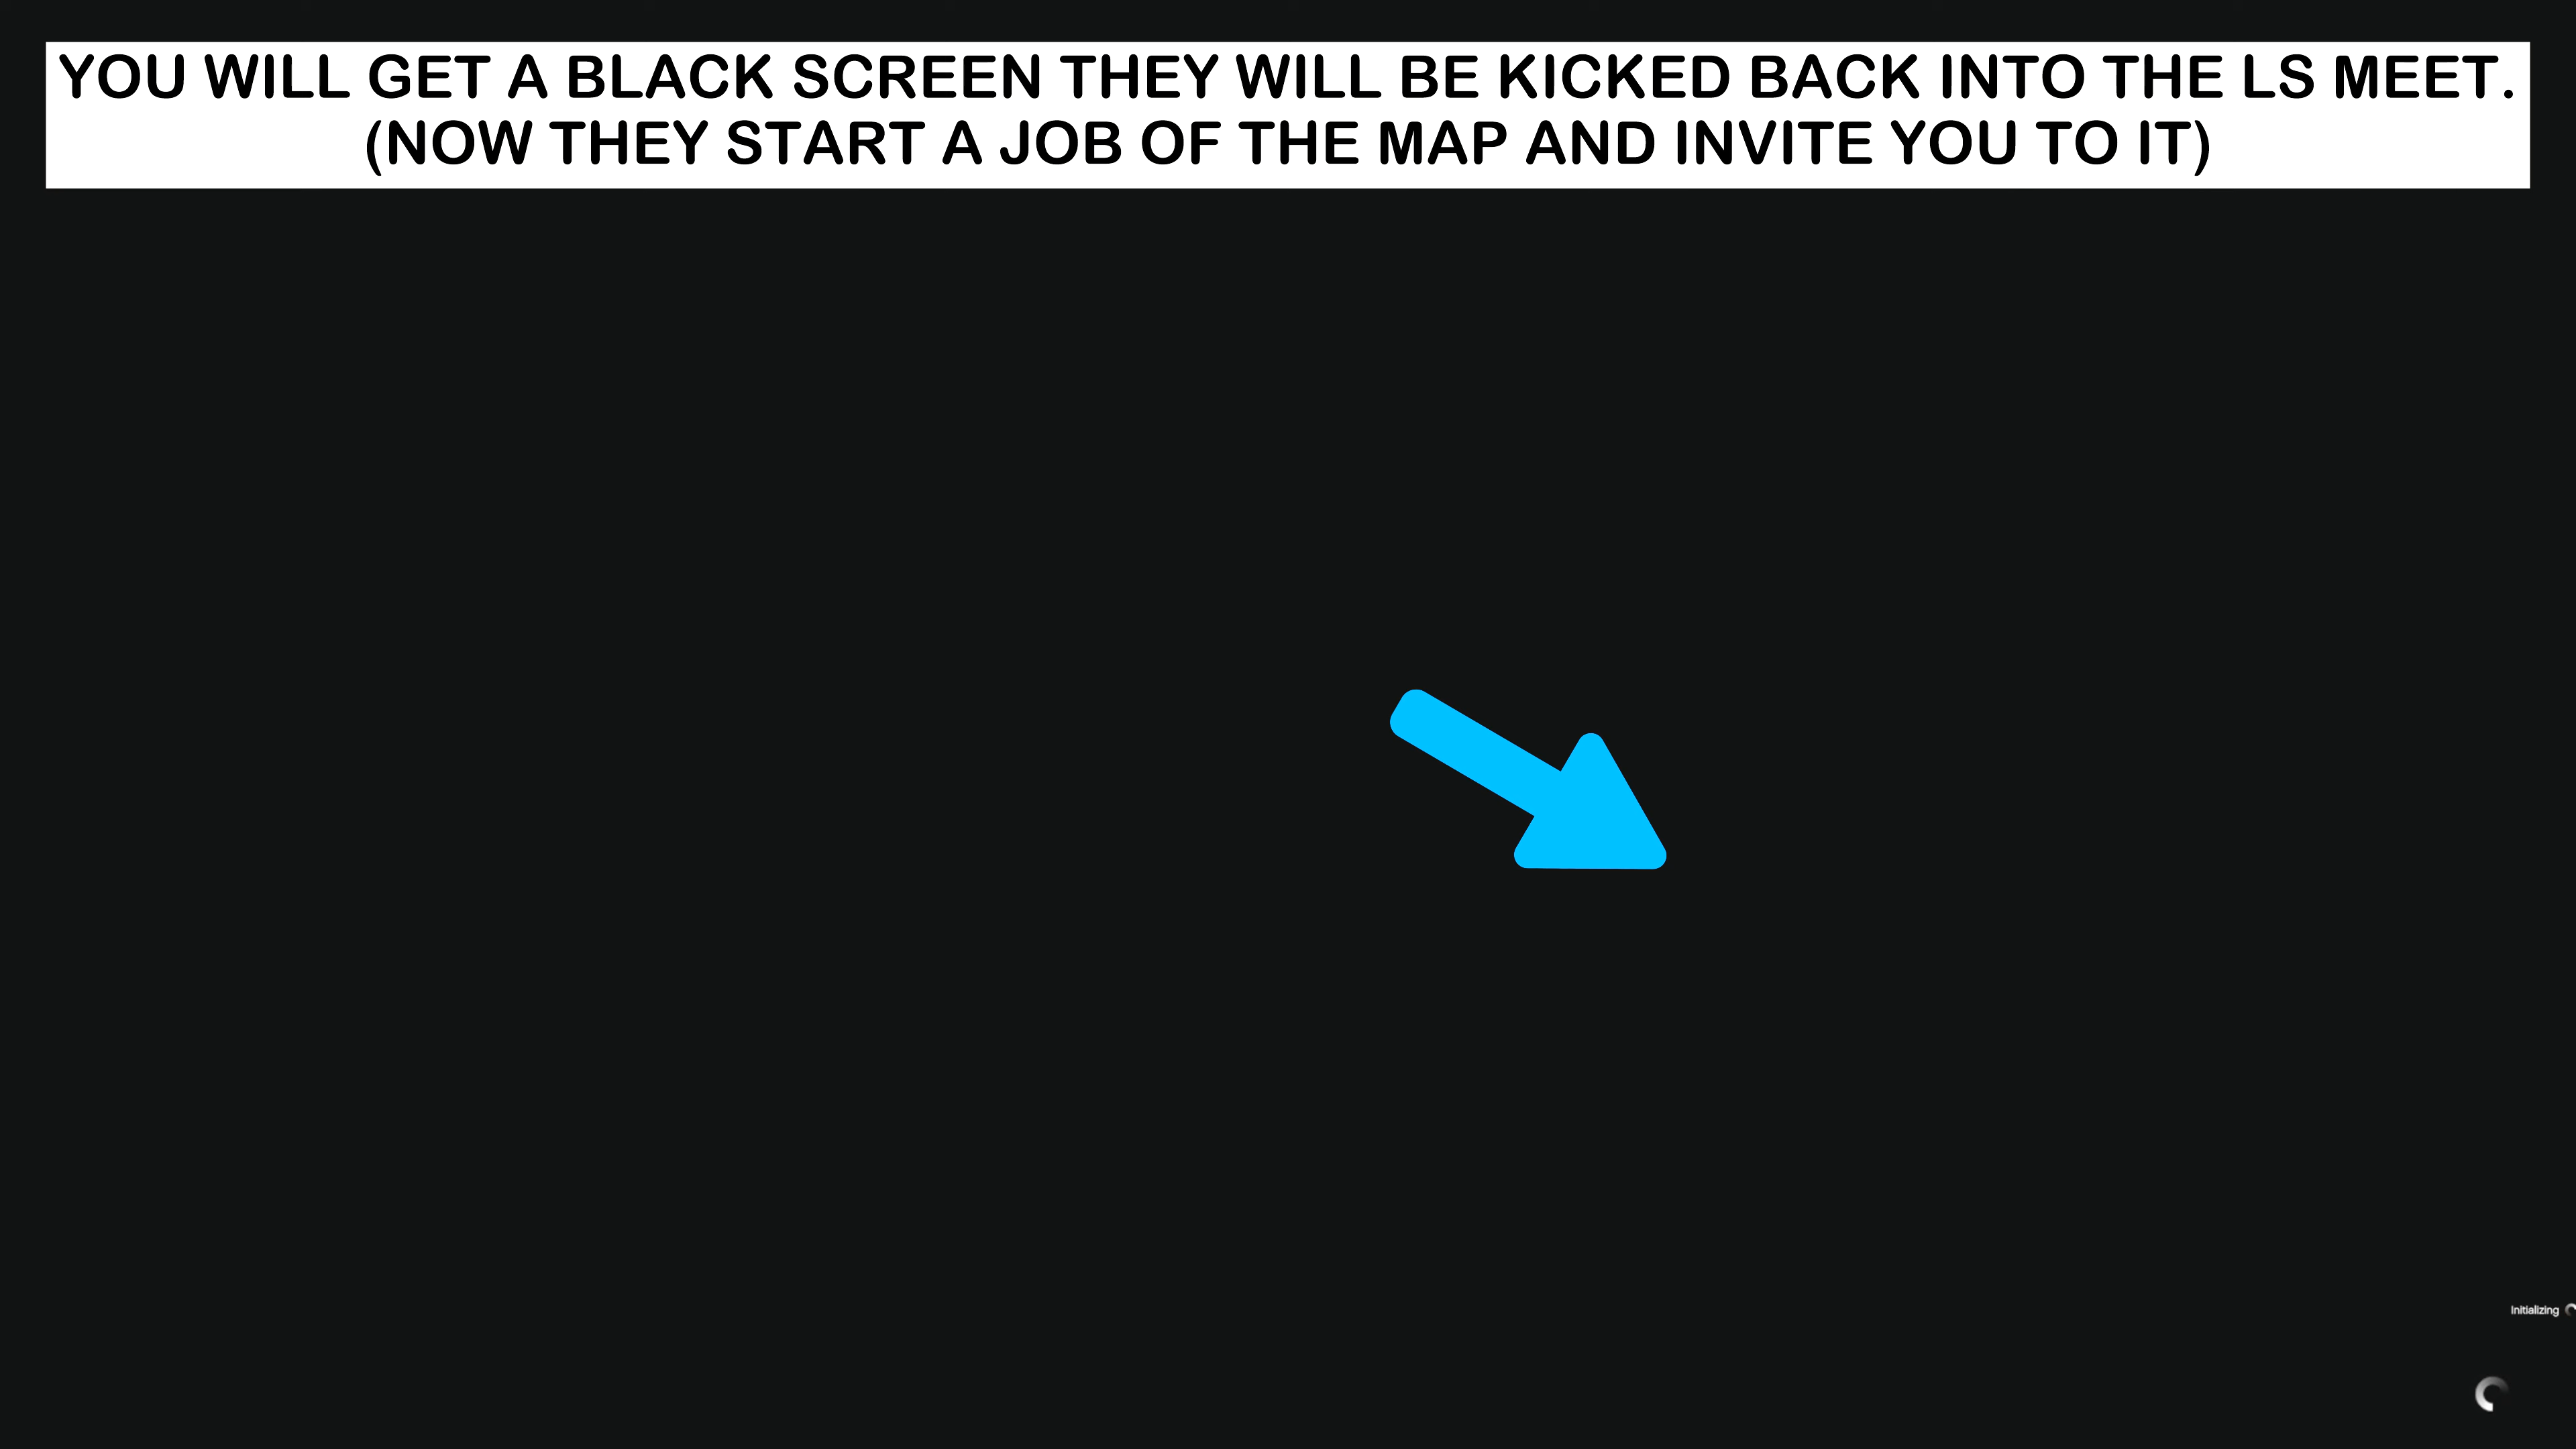 YOU WILL GET A BLACK SCREEN THEY WILL BE KICKED BACK INTO THE LS MEET.
(NOW THEY START A JOB OF THE MAP AND INVITE YOU TO IT)
Initializing